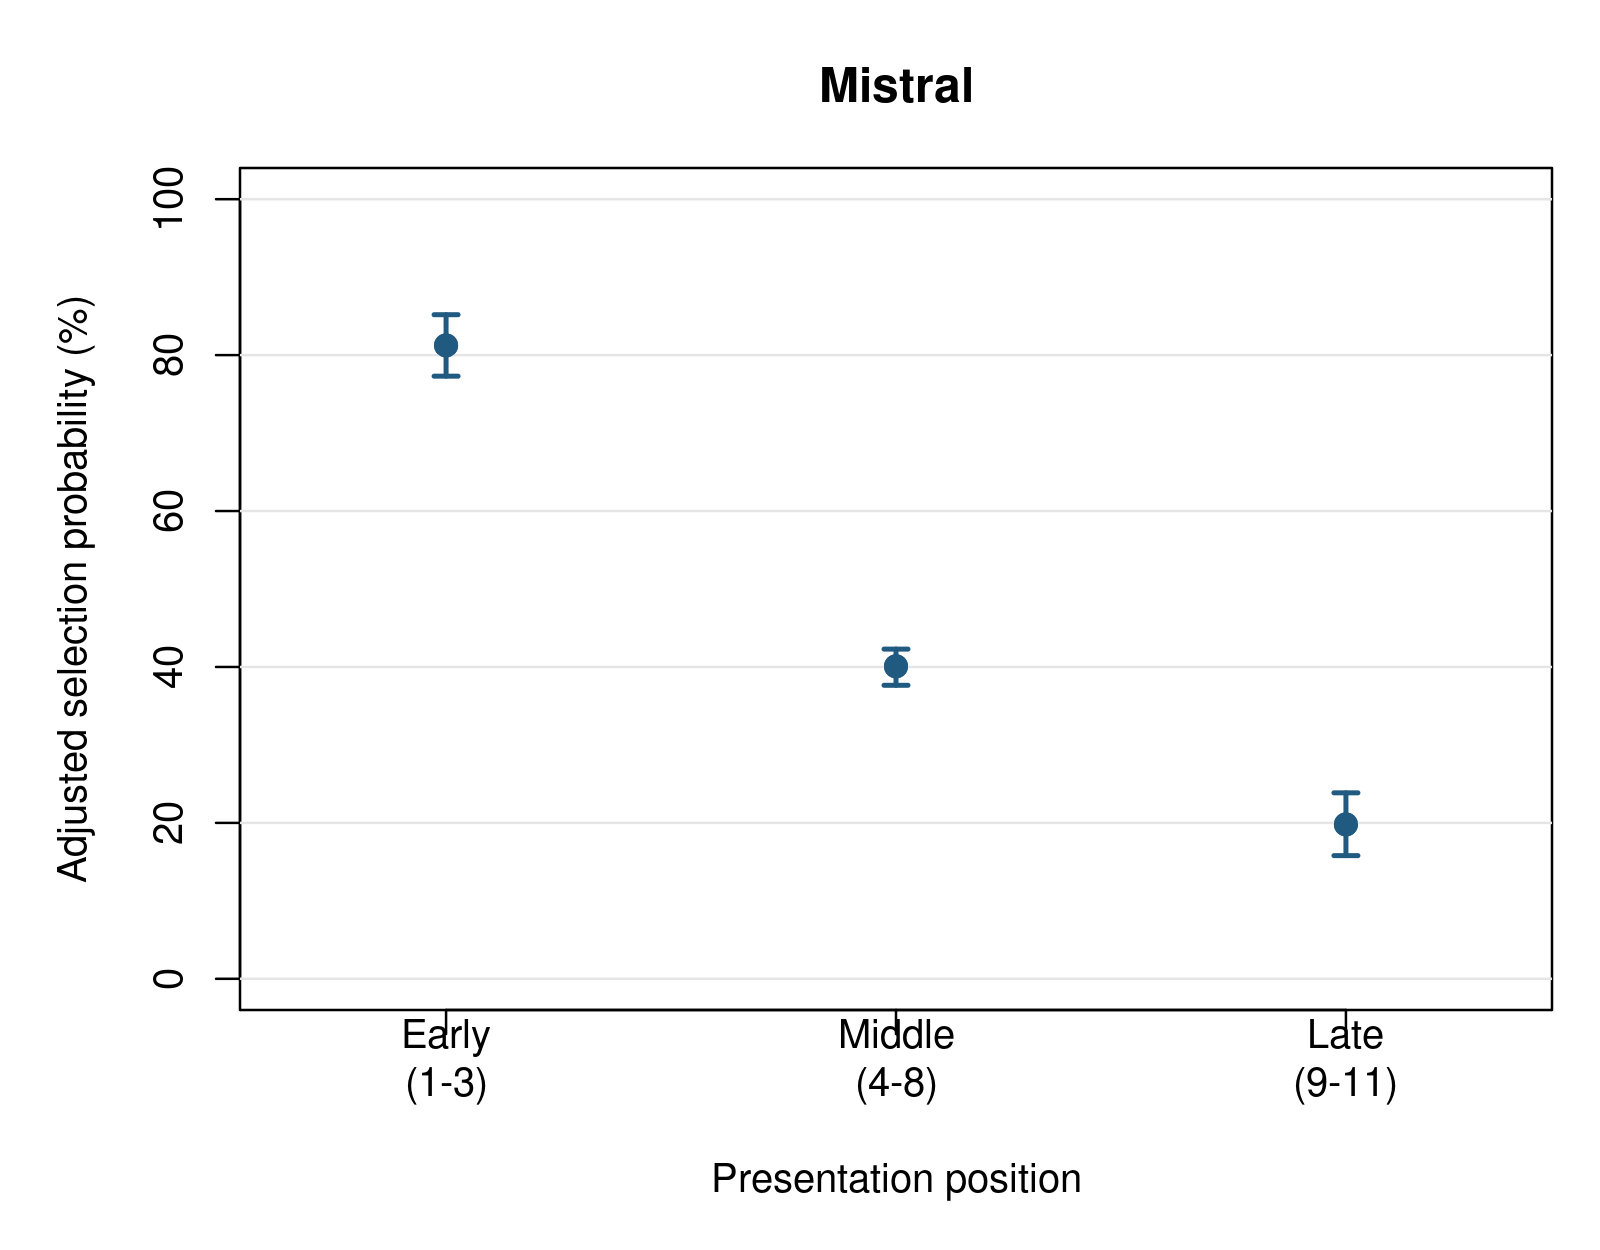 Mistral
Adjusted selection probability (%)
100
80
60
40
20
0
Early
(1-3)
Middle
(4-8)
Late
(9-11)
Presentation position